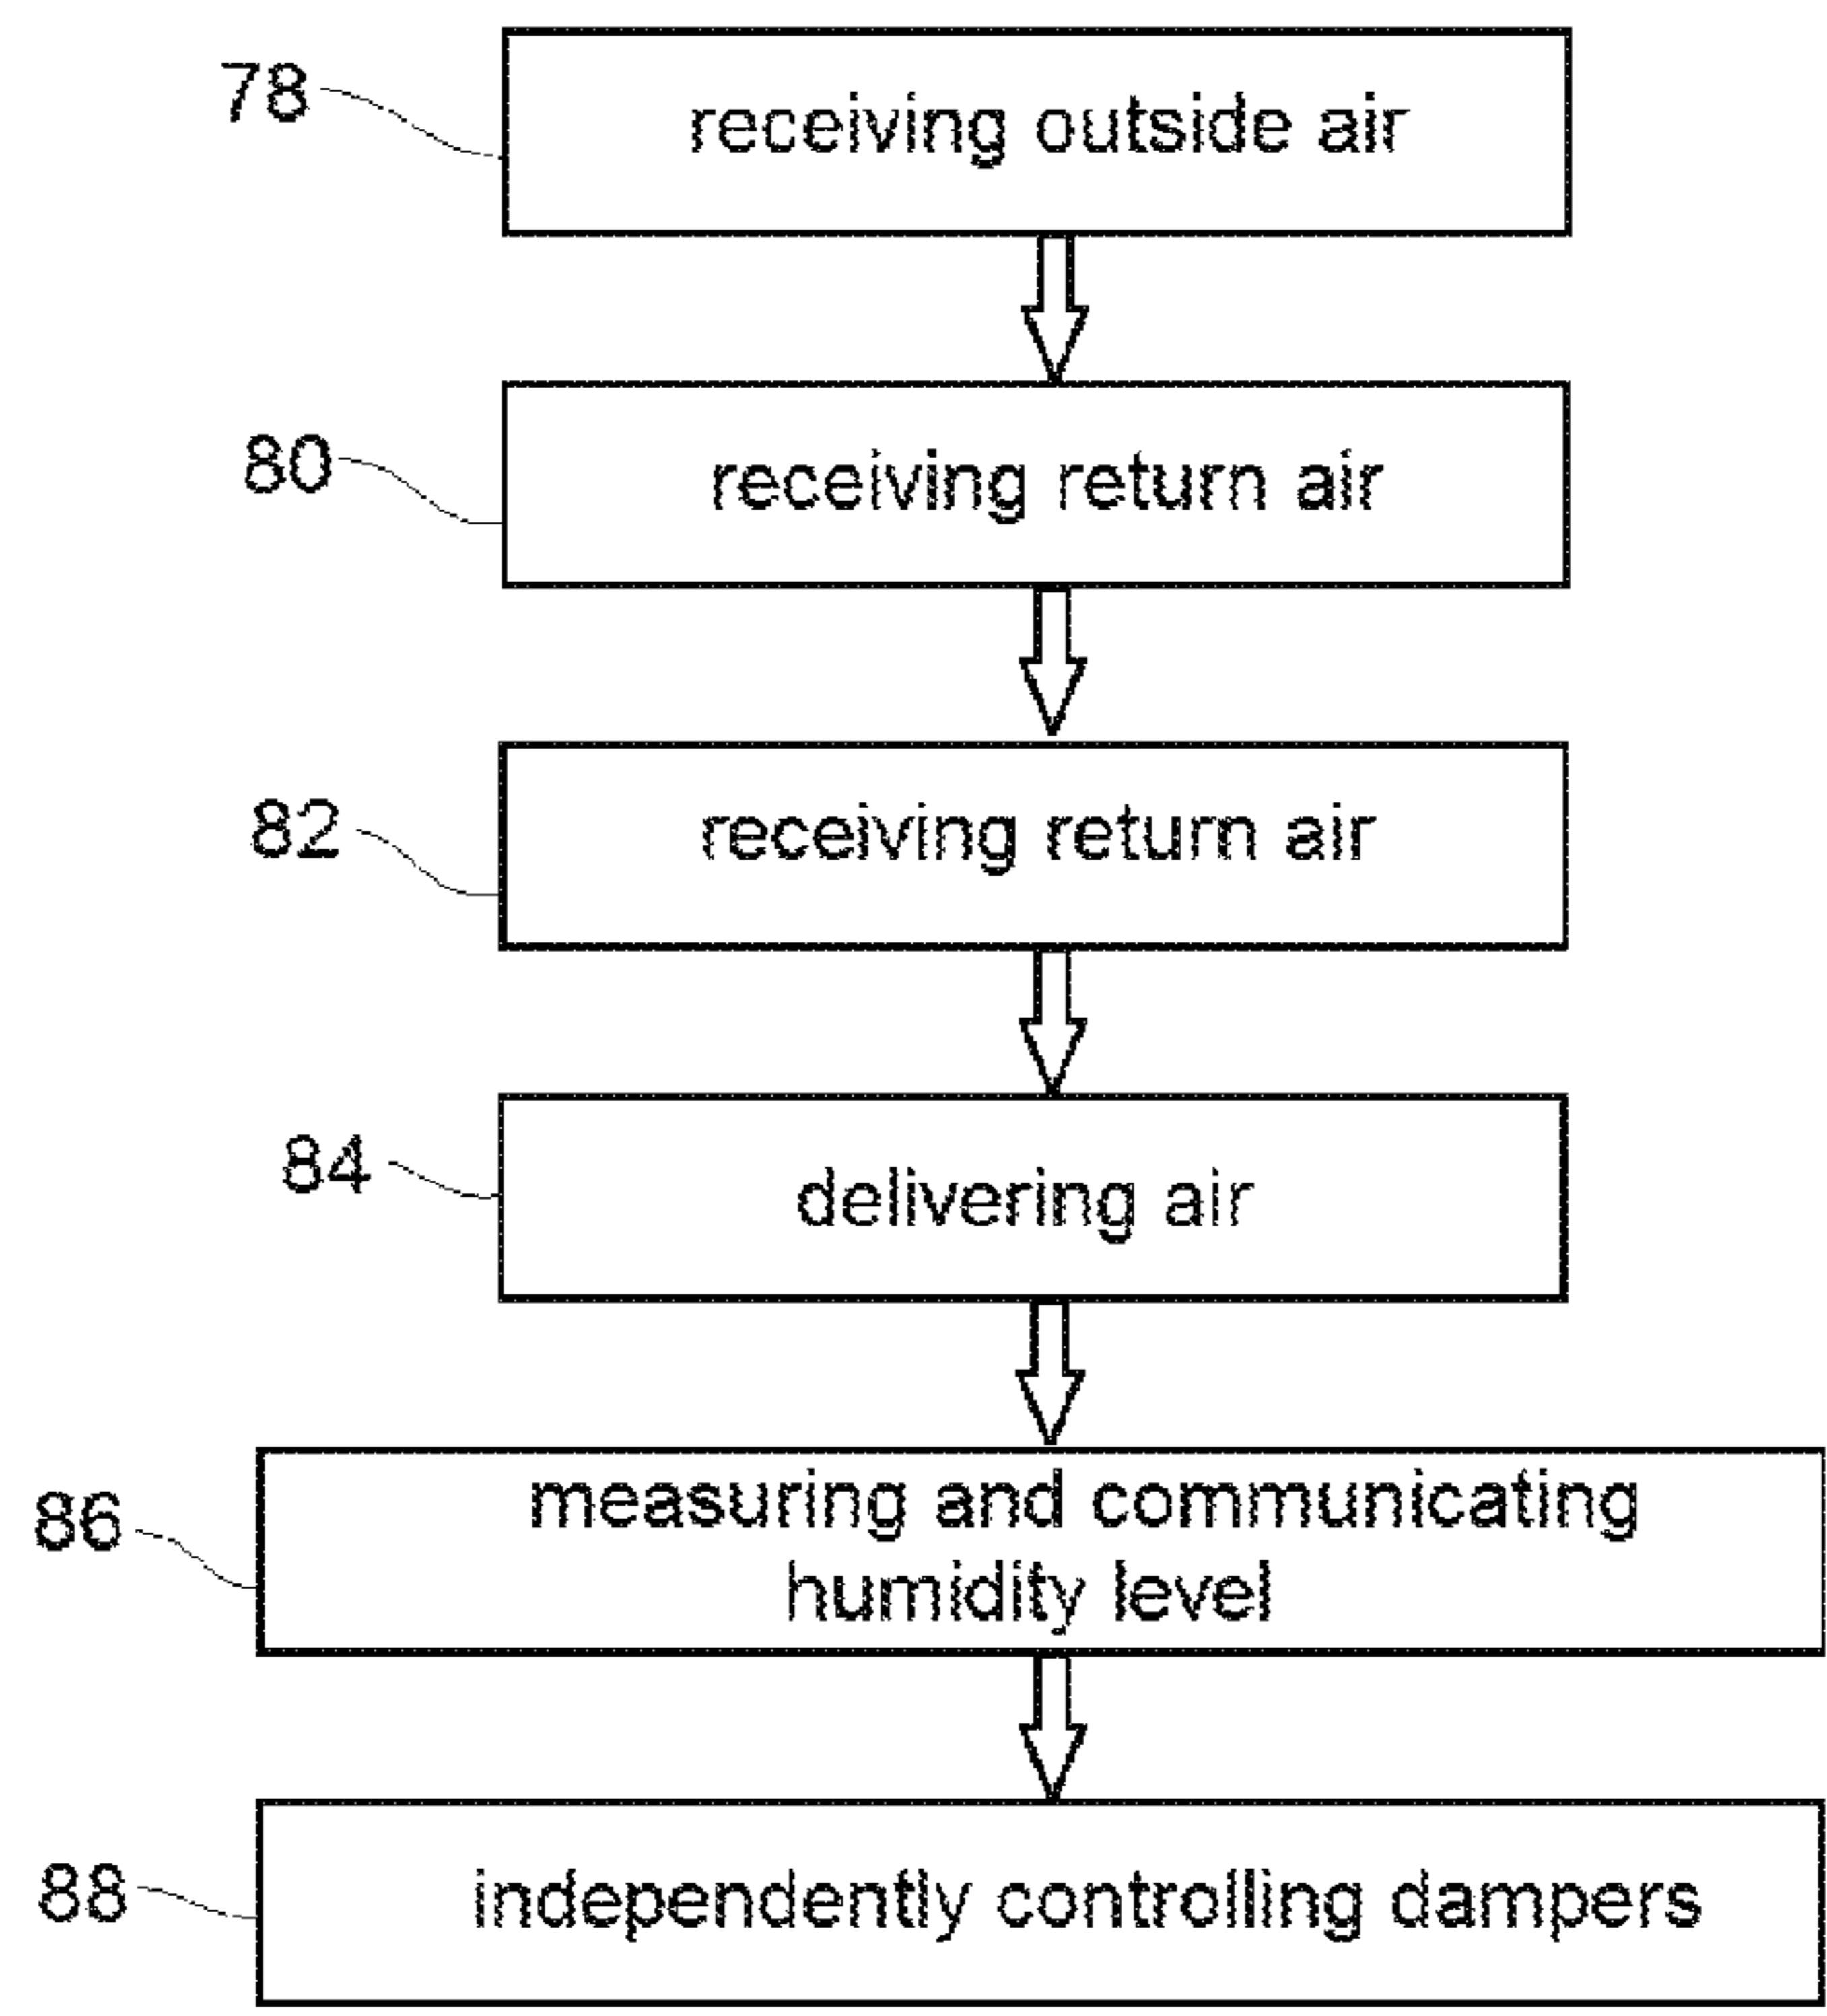 78
receiving outside air
80
receiving return air
82
receiving return air
84
delivering air
86
measuring and communicating
humidity level
88
independently controlling dampers